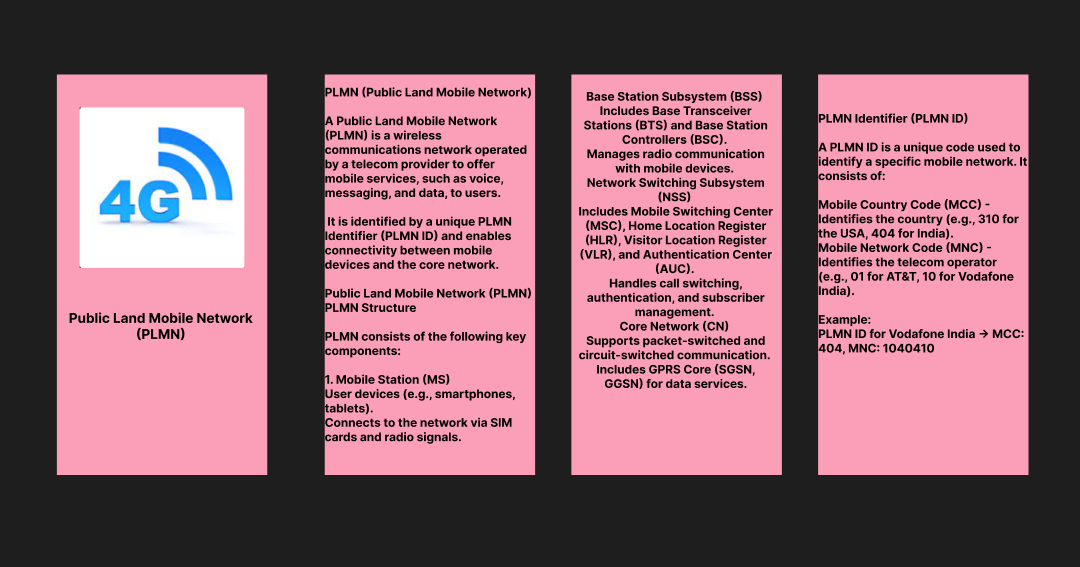 4G
Public Land Mobile Network
(PLMN)
PLMN (Public Land Mobile Network)
A Public Land Mobile Network
(PLMN) is a wireless
communications network operated
by a telecom provider to offer
mobile services, such as voice,
messaging, and data, to users.
It is identified by a unique PLMN
Identifier (PLMN ID) and enables
connectivity between mobile
devices and the core network.
Public Land Mobile Network (PLMN)
PLMN Structure
PLMN consists of the following key
components:
1. Mobile Station (MS)
User devices (e.g., smartphones,
tablets).
Connects to the network via SIM
cards and radio signals.
Base Station Subsystem (BSS)
Includes Base Transceiver
Stations (BTS) and Base Station
Controllers (BSC).
Manages radio communication
with mobile devices.
Network Switching Subsystem
(NSS)
Includes Mobile Switching Center
(MSC), Home Location Register
(HLR), Visitor Location Register
(VLR), and Authentication Center
(AUC).
Handles call switching,
authentication, and subscriber
management.
Core Network (CN)
Supports packet-switched and
circuit-switched communication.
Includes GPRS Core (SGSN,
GGSN) for data services.
PLMN Identifier (PLMN ID)
A PLMN ID is a unique code used to
identify a specific mobile network. It
consists of:
Mobile Country Code (MCC) -
Identifies the country (e.g., 310 for
the USA, 404 for India).
Mobile Network Code (MNC) -
Identifies the telecom operator
(e.g., 01 for AT&T, 10 for Vodafone
India).
Example:
PLMN ID for Vodafone India → MCC:
404, MNC: 1040410